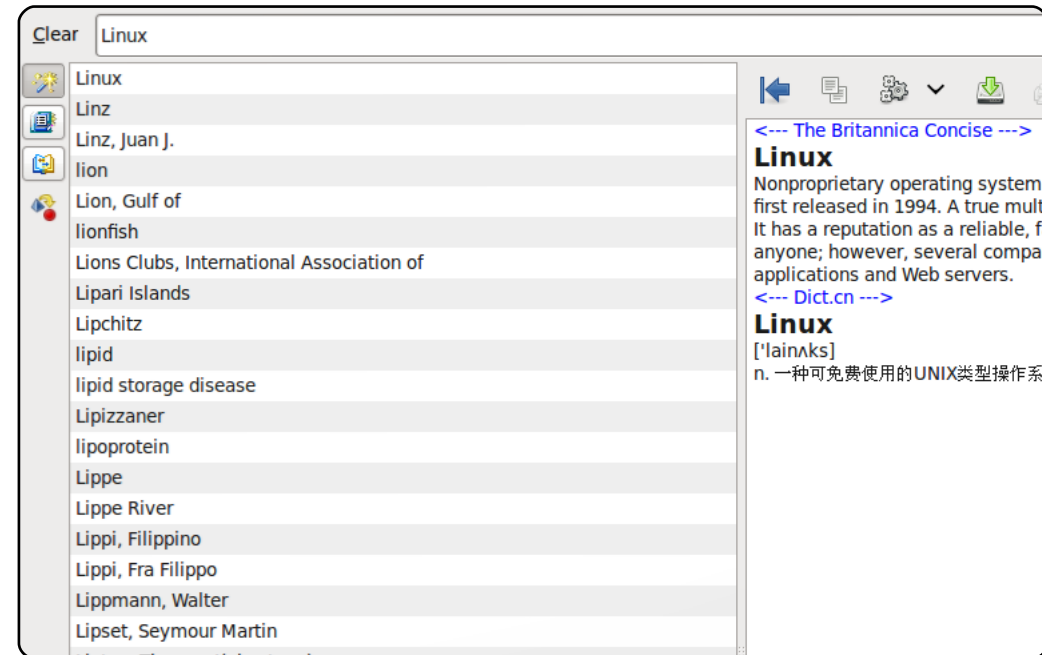 Clear
Linux
Linux
Linz
Linz, Juan J.
lion
Lion, Gulf of
lionfish
Lions Clubs, International Association of
Lipari Islands
Lipchitz
lipid
lipid storage disease
Lipizzaner
lipoprotein
Lippe
Lippe River
Lippi, Filippino
Lippi, Fra Filippo
Lippmann, Walter
Lipset, Seymour Martin
<--- The Britannica Concise --->
Linux
Nonproprietary operating system
first released in 1994. A true mult
It has a reputation as a reliable, f
anyone; however, several compa
applications and Web servers.
<--- Dict.cn --->
Linux
['lainʌks]
n. 一种可免费使用的UNIX类型操作系